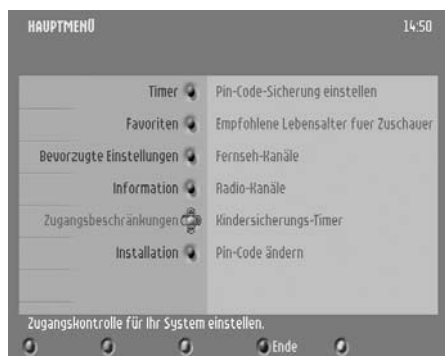 HAUPTMENÜ 14:50
Timer Pin-Code-Sicherung einstellen
Favoriten Empfohlene Lebensalter fuer Zuschauer
Bevorzugte Einstellungen Fernseh-Kanäle
Information Radio-Kanäle
Zugangsbeschränkungen Kindersicherungs-Timer
Installation Pin-Code ändern
Zugangskontrolle für Ihr System einstellen.
Ende